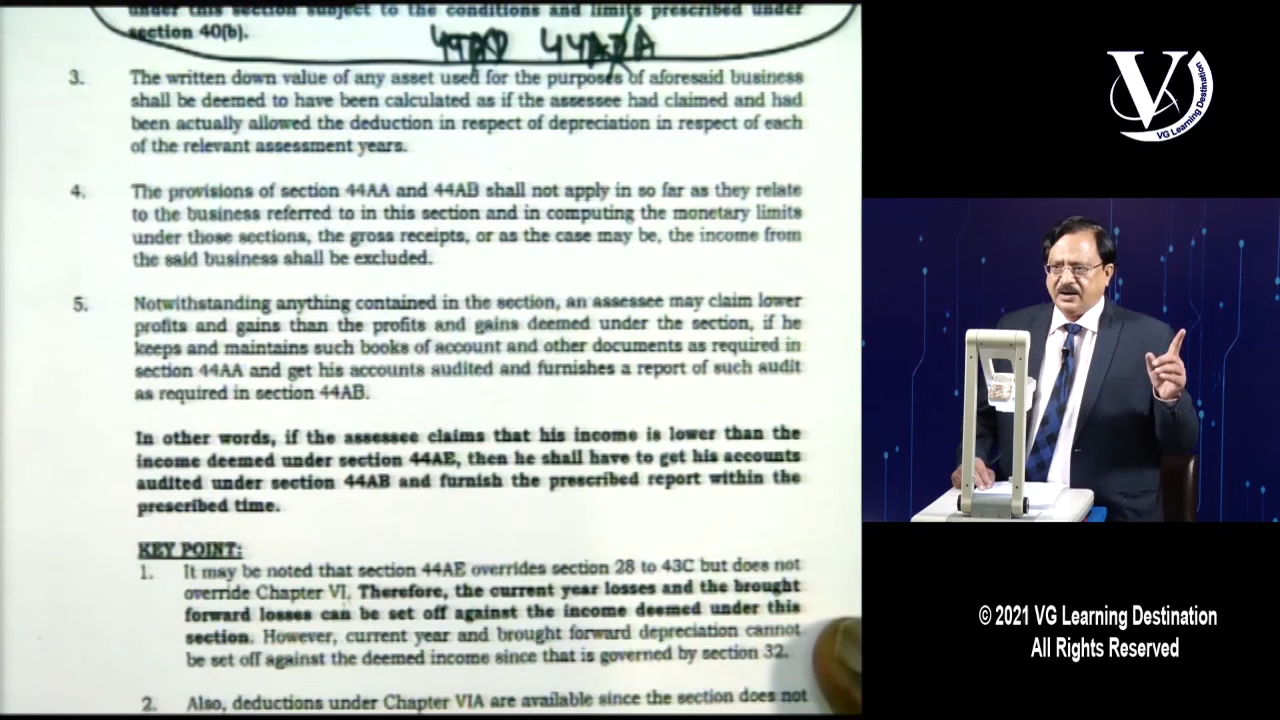 under this section subject to the conditions and limits prescribed under
section 40(b).
44AD 44ADA
3. The written down value of any asset used for the purposes of aforesaid business
shall be deemed to have been calculated as if the assessee had claimed and had
been actually allowed the deduction in respect of depreciation in respect of each
of the relevant assessment years.
4. The provisions of section 44AA and 44AB shall not apply in so far as they relate
to the business referred to in this section and in computing the monetary limits
under those sections, the gross receipts, or as the case may be, the income from
the said business shall be excluded.
5. Notwithstanding anything contained in the section, an assessee may claim lower
profits and gains than the profits and gains deemed under the section, if he
keeps and maintains such books of account and other documents as required in
section 44AA and get his accounts audited and furnishes a report of such audit
as required in section 44AB.
In other words, if the assessee claims that his income is lower than the
income deemed under section 44AE, then he shall have to get his accounts
audited under section 44AB and furnish the prescribed report within the
prescribed time.
KEY POINT:
1. It may be noted that section 44AE overrides section 28 to 43C but does not
override Chapter VI. Therefore, the current year losses and the brought
forward losses can be set off against the income deemed under this
section. However, current year and brought forward depreciation cannot
be set off against the deemed income since that is governed by section 32.
2. Also, deductions under Chapter VIA are available since the section does not
V
VG Learning Destination
© 2021 VG Learning Destination
All Rights Reserved